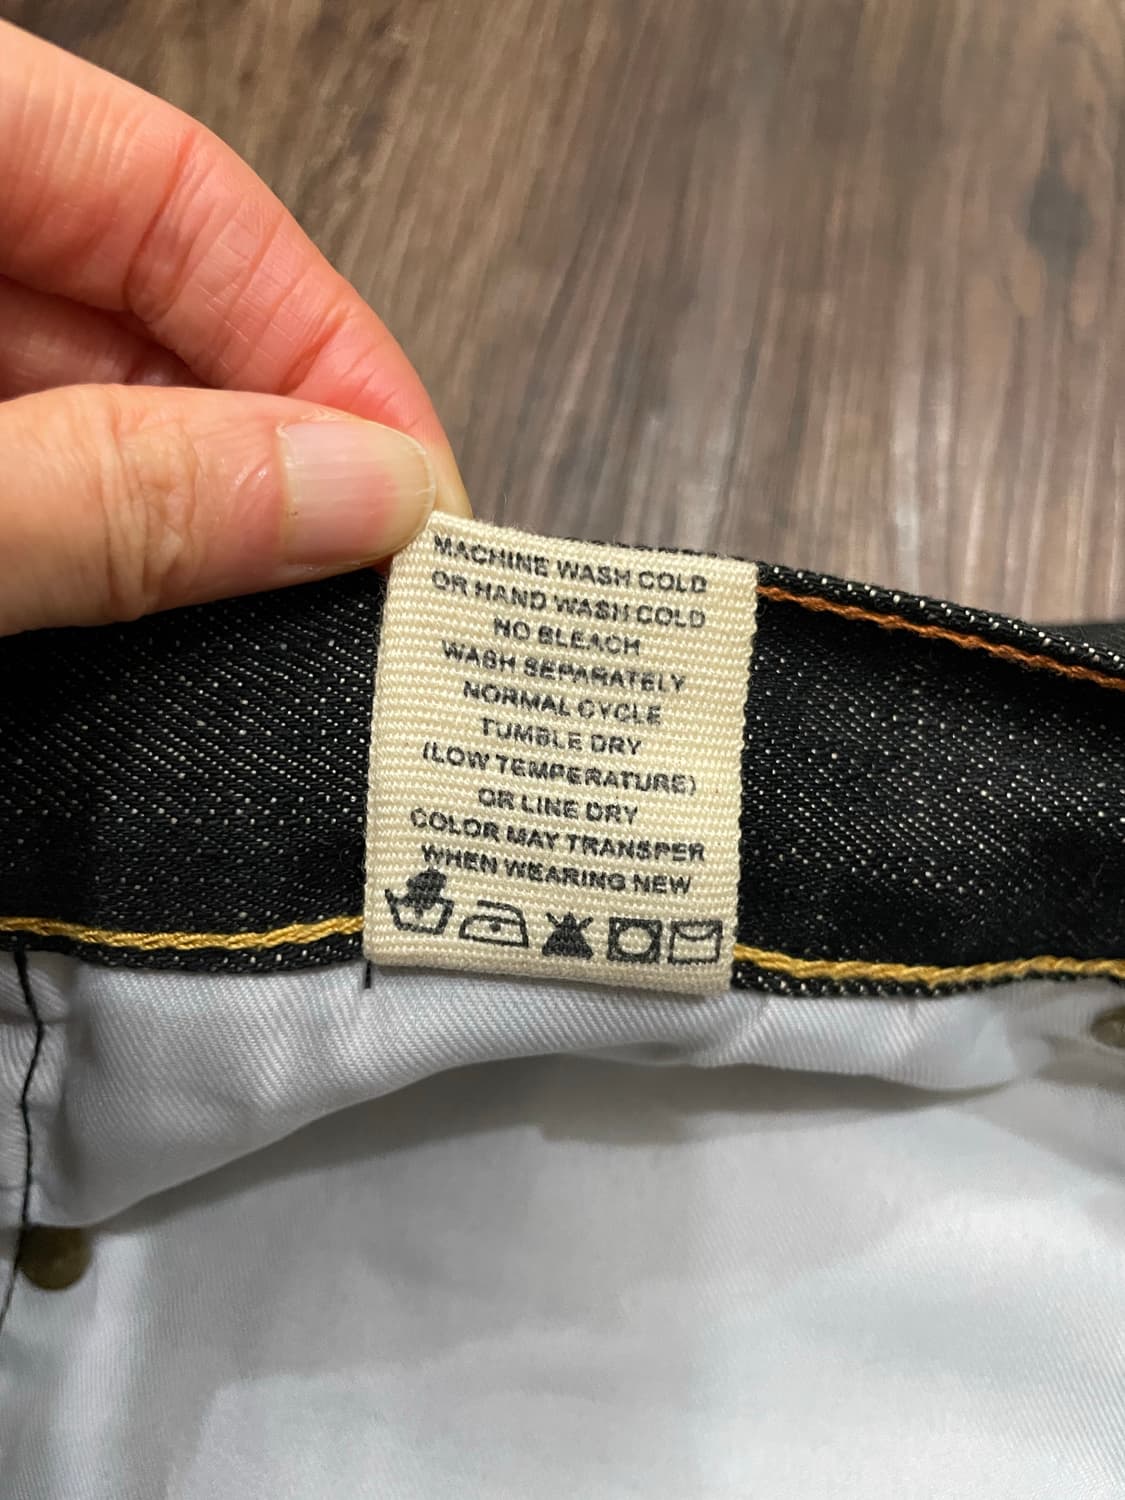 MACHINE WASH COLD
OR HAND WASH COLD
NO BLEACH
WASH SEPARATELY
NORMAL CYCLE
TUMBLE DRY
(LOW TEMPERATURE)
OR LINE DRY
COLOR MAY TRANSFER
WHEN WEARING NEW